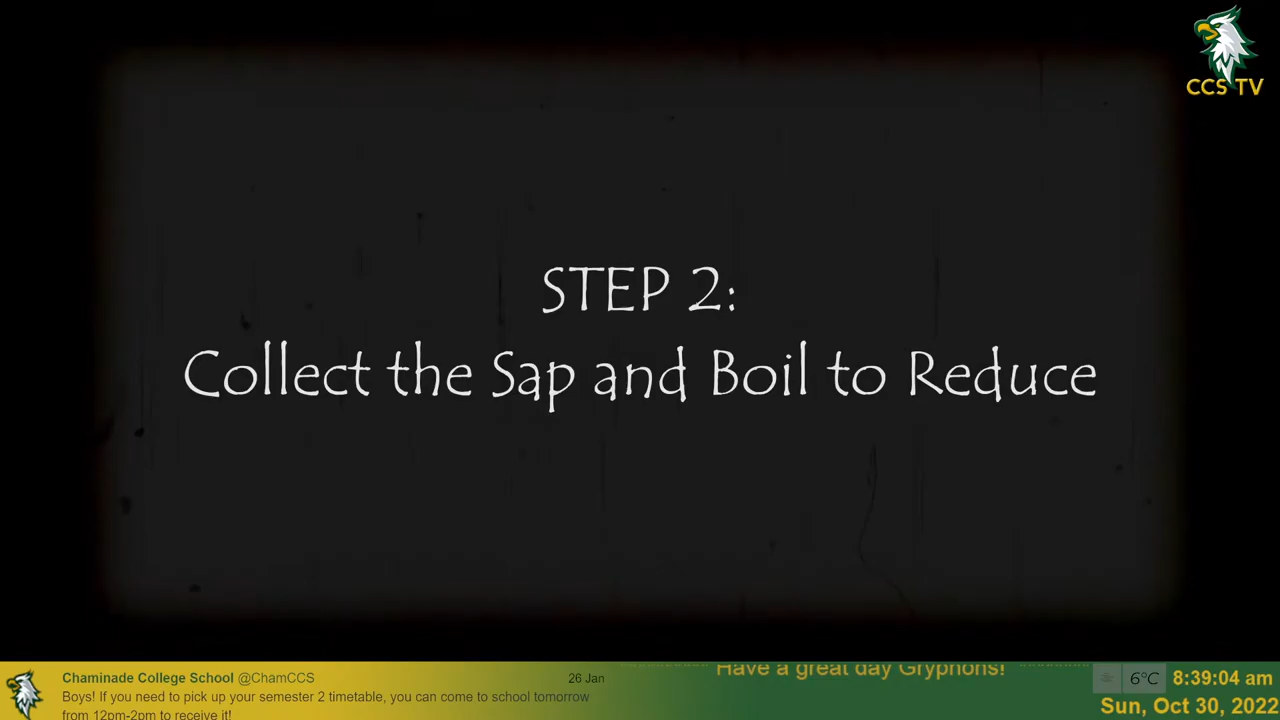 CCS TV
STEP 2:
Collect the Sap and Boil to Reduce
Chaminade College School @ChamCCS 26 Jan
Boys! If you need to pick up your semester 2 timetable, you can come to school tomorrow
from 12pm-2pm to receive it!
Have a great day Gryphons!
6°C
8:39:04 am
Sun, Oct 30, 2022